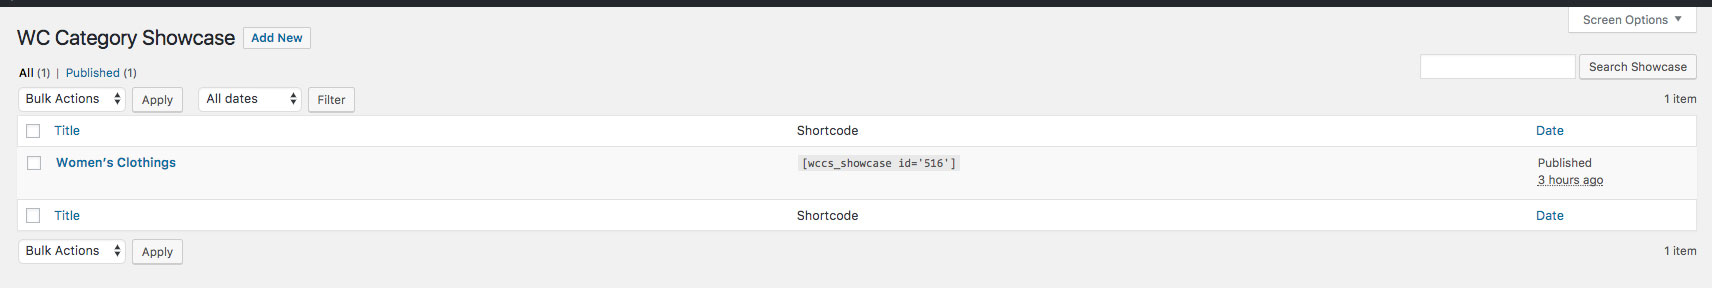 Screen Options ▼
WC Category Showcase Add New
All (1) | Published (1)
Search Showcase
Bulk Actions Apply All dates Filter 1 item
Title Shortcode Date
Women’s Clothings [wccs_showcase id='516'] Published
3 hours ago
Title Shortcode Date
Bulk Actions Apply 1 item